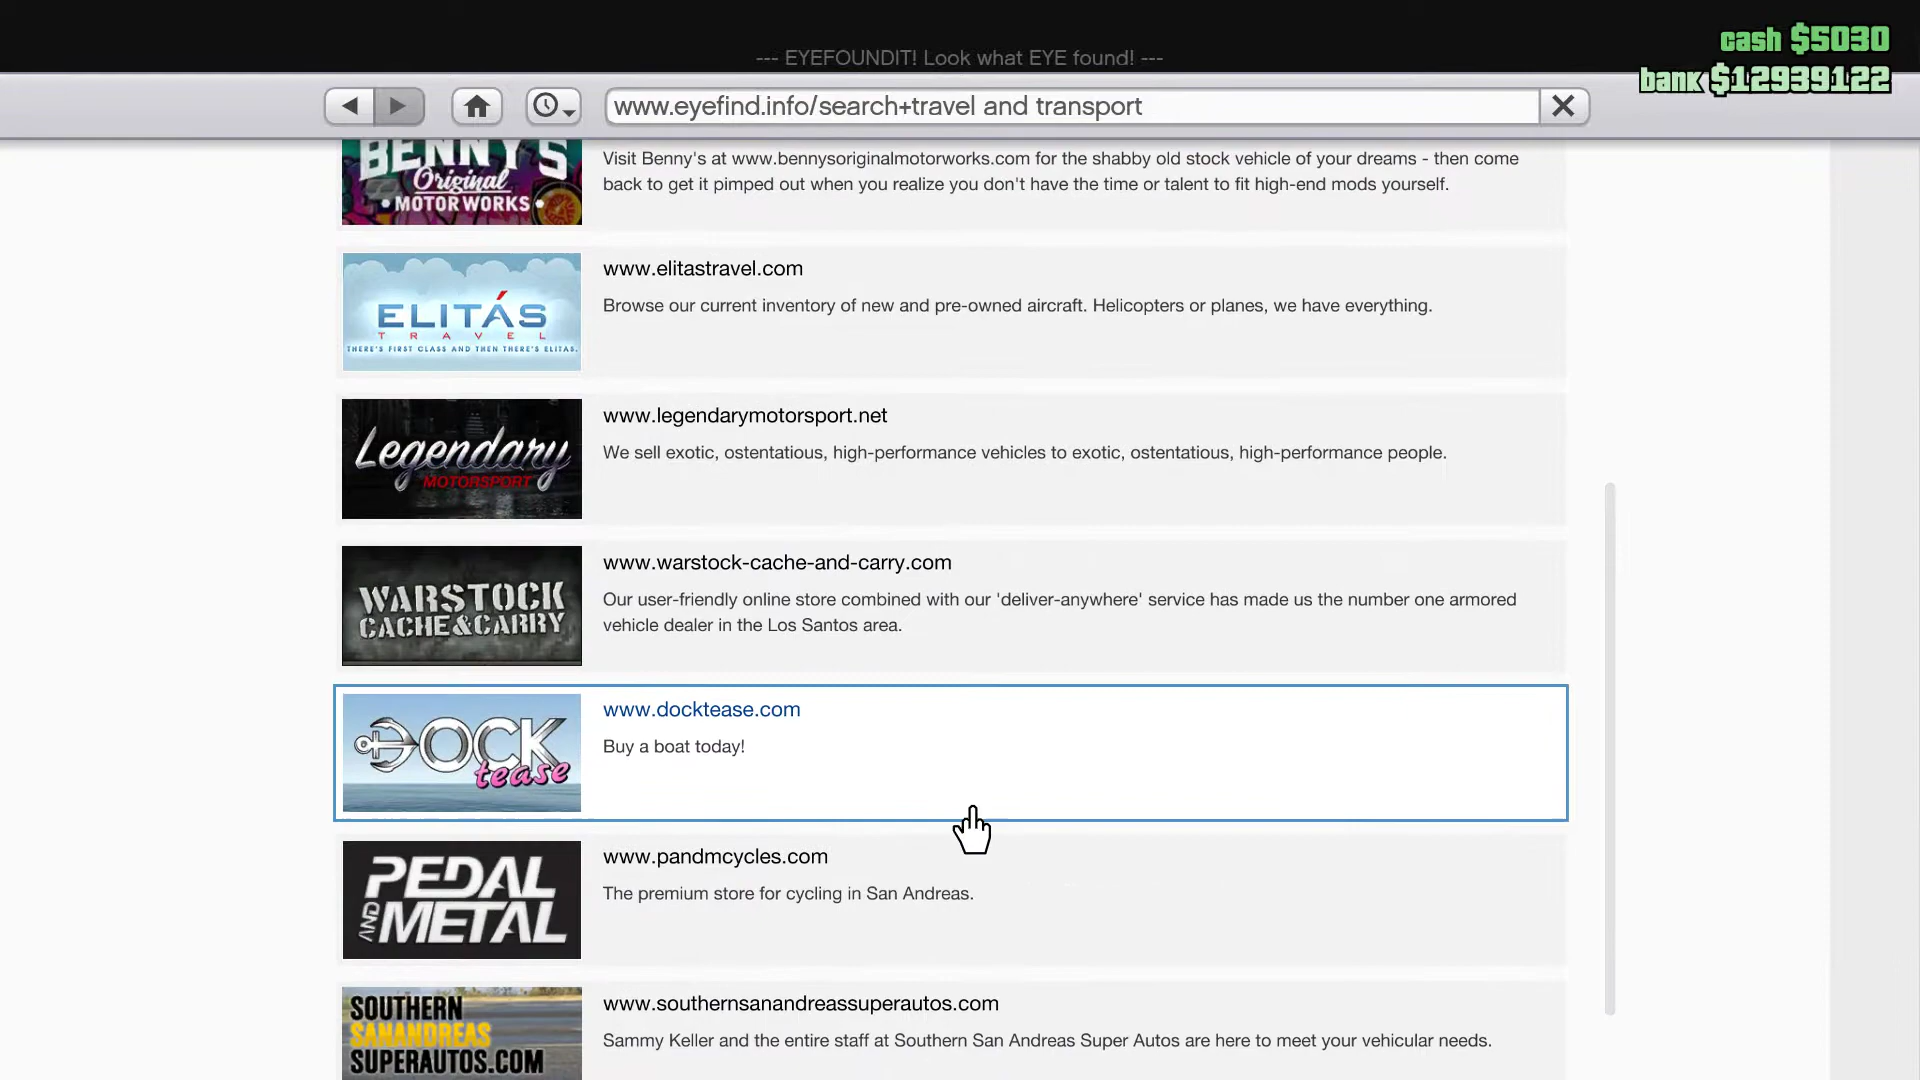 cash $5030
--- EYEFOUNDIT! Look what EYE found! ---
bank $12939122
www.eyefind.info/search+travel and transport
BENNY'S
Original
• MOTOR WORKS •
Visit Benny's at www.bennysoriginalmotorworks.com for the shabby old stock vehicle of your dreams - then come
back to get it pimped out when you realize you don't have the time or talent to fit high-end mods yourself.
ELITÁS
TRAVEL
THERE'S FIRST CLASS AND THEN THERE'S ELITAS.
www.elitastravel.com
Browse our current inventory of new and pre-owned aircraft. Helicopters or planes, we have everything.
Legendary
MOTORSPORT
www.legendarymotorsport.net
We sell exotic, ostentatious, high-performance vehicles to exotic, ostentatious, high-performance people.
WARSTOCK
CACHE&CARRY
www.warstock-cache-and-carry.com
Our user-friendly online store combined with our 'deliver-anywhere' service has made us the number one armored
vehicle dealer in the Los Santos area.
DOCK
tease
www.docktease.com
Buy a boat today!
PEDAL
AND
METAL
www.pandmcycles.com
The premium store for cycling in San Andreas.
SOUTHERN
SANANDREAS
SUPERAUTOS.COM
www.southernsanandreassuperautos.com
Sammy Keller and the entire staff at Southern San Andreas Super Autos are here to meet your vehicular needs.